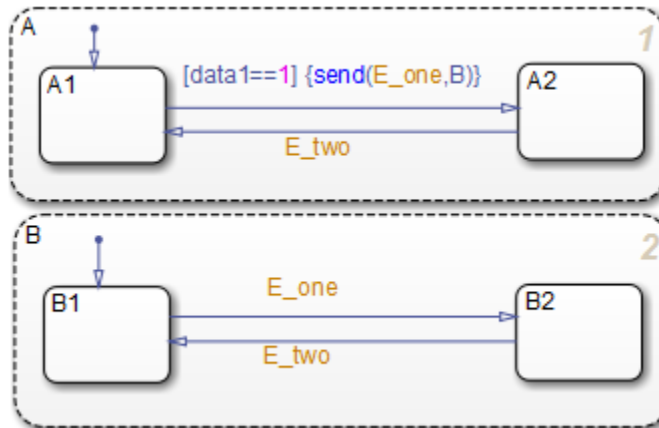 A
1
[data1==1] {send(E_one,B)}
A1
A2
E_two
B
2
E_one
B1
B2
E_two